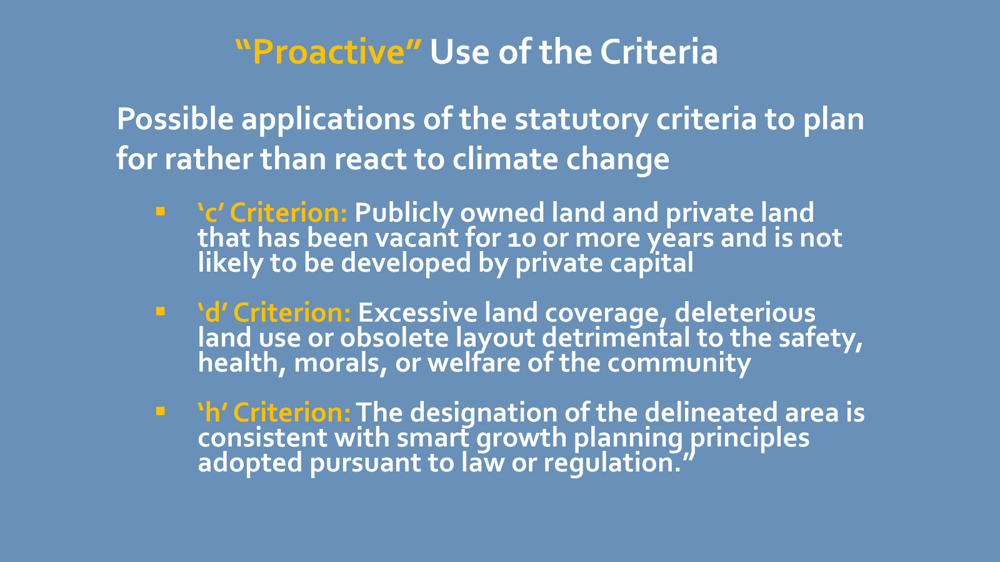 “Proactive” Use of the Criteria
Possible applications of the statutory criteria to plan
for rather than react to climate change
▪ ‘c’ Criterion: Publicly owned land and private land
that has been vacant for 10 or more years and is not
likely to be developed by private capital
▪ ‘d’ Criterion: Excessive land coverage, deleterious
land use or obsolete layout detrimental to the safety,
health, morals, or welfare of the community
▪ ‘h’ Criterion: The designation of the delineated area is
consistent with smart growth planning principles
adopted pursuant to law or regulation.”